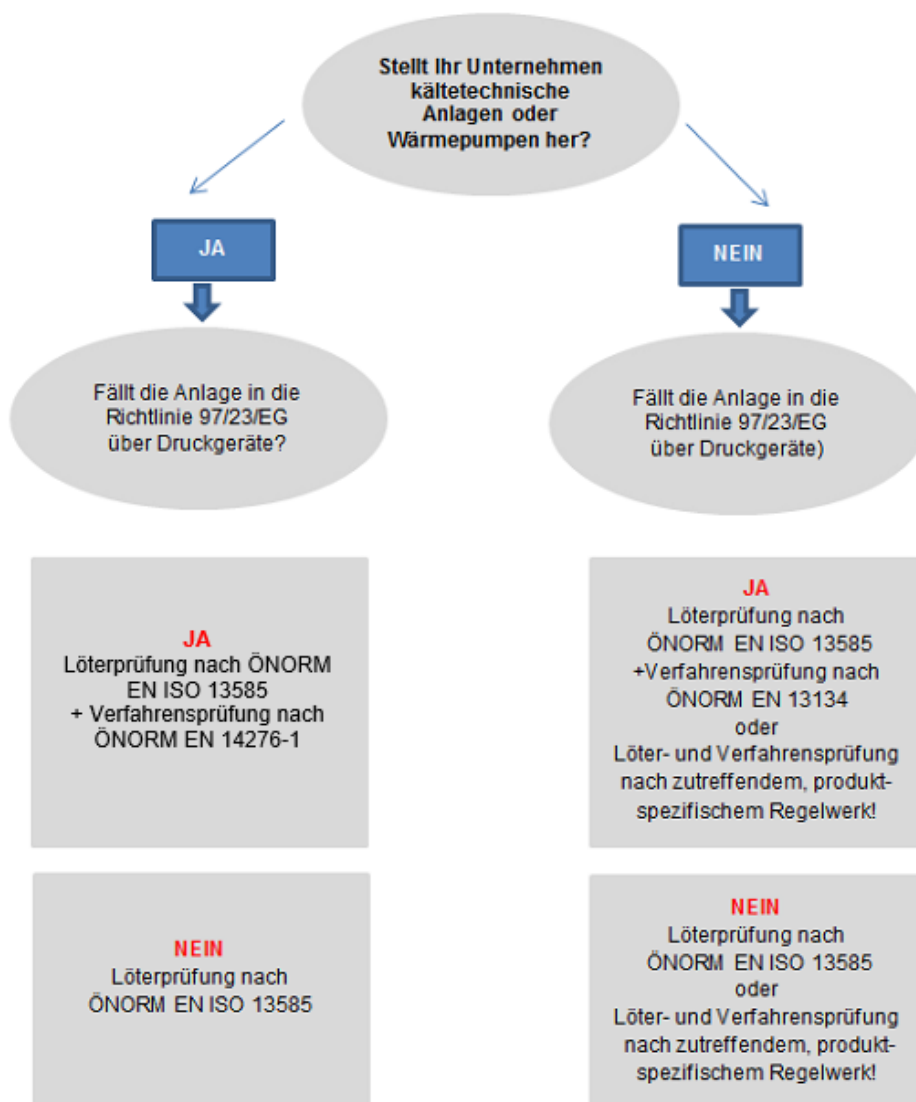 Stellt Ihr Unternehmen
kältetechnische
Anlagen oder
Wärmepumpen her?
JA
NEIN
Fällt die Anlage in die
Richtlinie 97/23/EG
über Druckgeräte?
Fällt die Anlage in die
Richtlinie 97/23/EG
über Druckgeräte)
JA
Löterprüfung nach ÖNORM
EN ISO 13585
+ Verfahrensprüfung nach
ÖNORM EN 14276-1
JA
Löterprüfung nach
ÖNORM EN ISO 13585
+Verfahrensprüfung nach
ÖNORM EN 13134
oder
Löter- und Verfahrensprüfung
nach zutreffendem, produkt-
spezifischem Regelwerk!
NEIN
Löterprüfung nach
ÖNORM EN ISO 13585
NEIN
Löterprüfung nach
ÖNORM EN ISO 13585
oder
Löter- und Verfahrensprüfung
nach zutreffendem, produkt-
spezifischem Regelwerk!